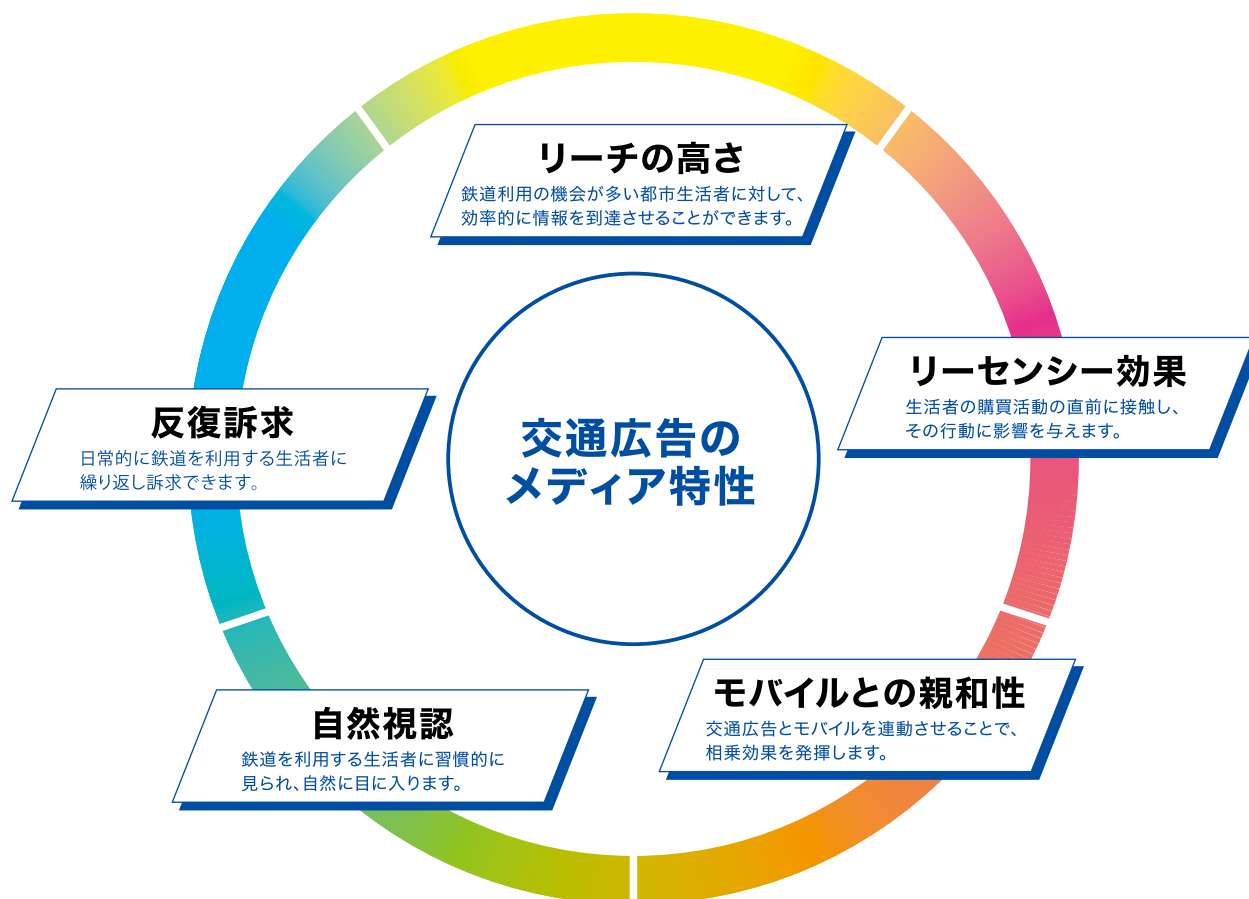 リーチの高さ
鉄道利用の機会が多い都市生活者に対して、
効率的に情報を到達させることができます。
リーセンシー効果
生活者の購買活動の直前に接触し、
その行動に影響を与えます。
反復訴求
日常的に鉄道を利用する生活者に
繰り返し訴求できます。
交通広告の
メディア特性
モバイルとの親和性
交通広告とモバイルを連動させることで、
相乗効果を発揮します。
自然視認
鉄道を利用する生活者に習慣的に
見られ、自然に目に入ります。